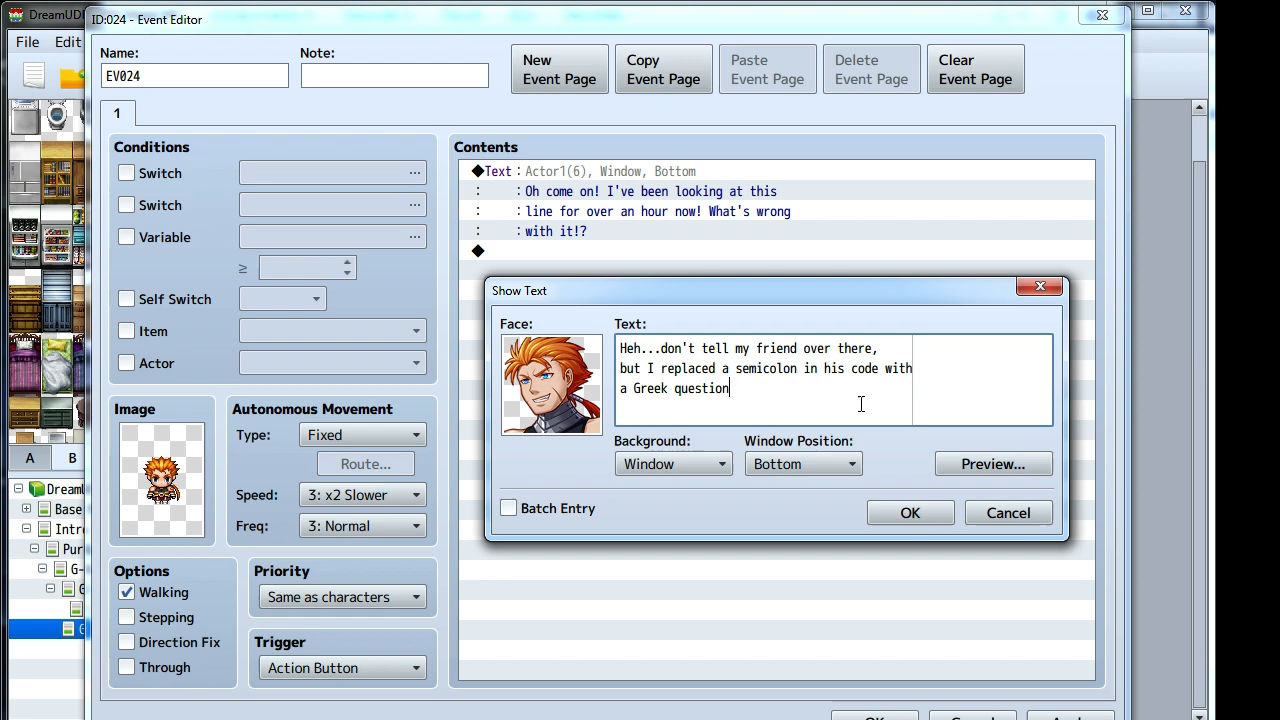 DreamUD
ID:024 - Event Editor
File Edit
Name:
Note:
EV024
New
Event Page
Copy
Event Page
Paste
Event Page
Delete
Event Page
Clear
Event Page
1
Conditions
Switch ...
Switch ...
Variable ...
≥
Self Switch
Item
Actor
Image
Autonomous Movement
Type: Fixed
Route...
Speed: 3: x2 Slower
Freq: 3: Normal
Options
Walking
Stepping
Direction Fix
Through
Priority
Same as characters
Trigger
Action Button
Contents
◆Text : Actor1(6), Window, Bottom
: : Oh come on! I've been looking at this
: : line for over an hour now! What's wrong
: : with it!?
◆
Show Text
Face:
Text:
Heh...don't tell my friend over there,
but I replaced a semicolon in his code with
a Greek question
Background:
Window
Window Position:
Bottom
Preview...
Batch Entry
OK
Cancel
A B
Base
Intro
Pur
G-